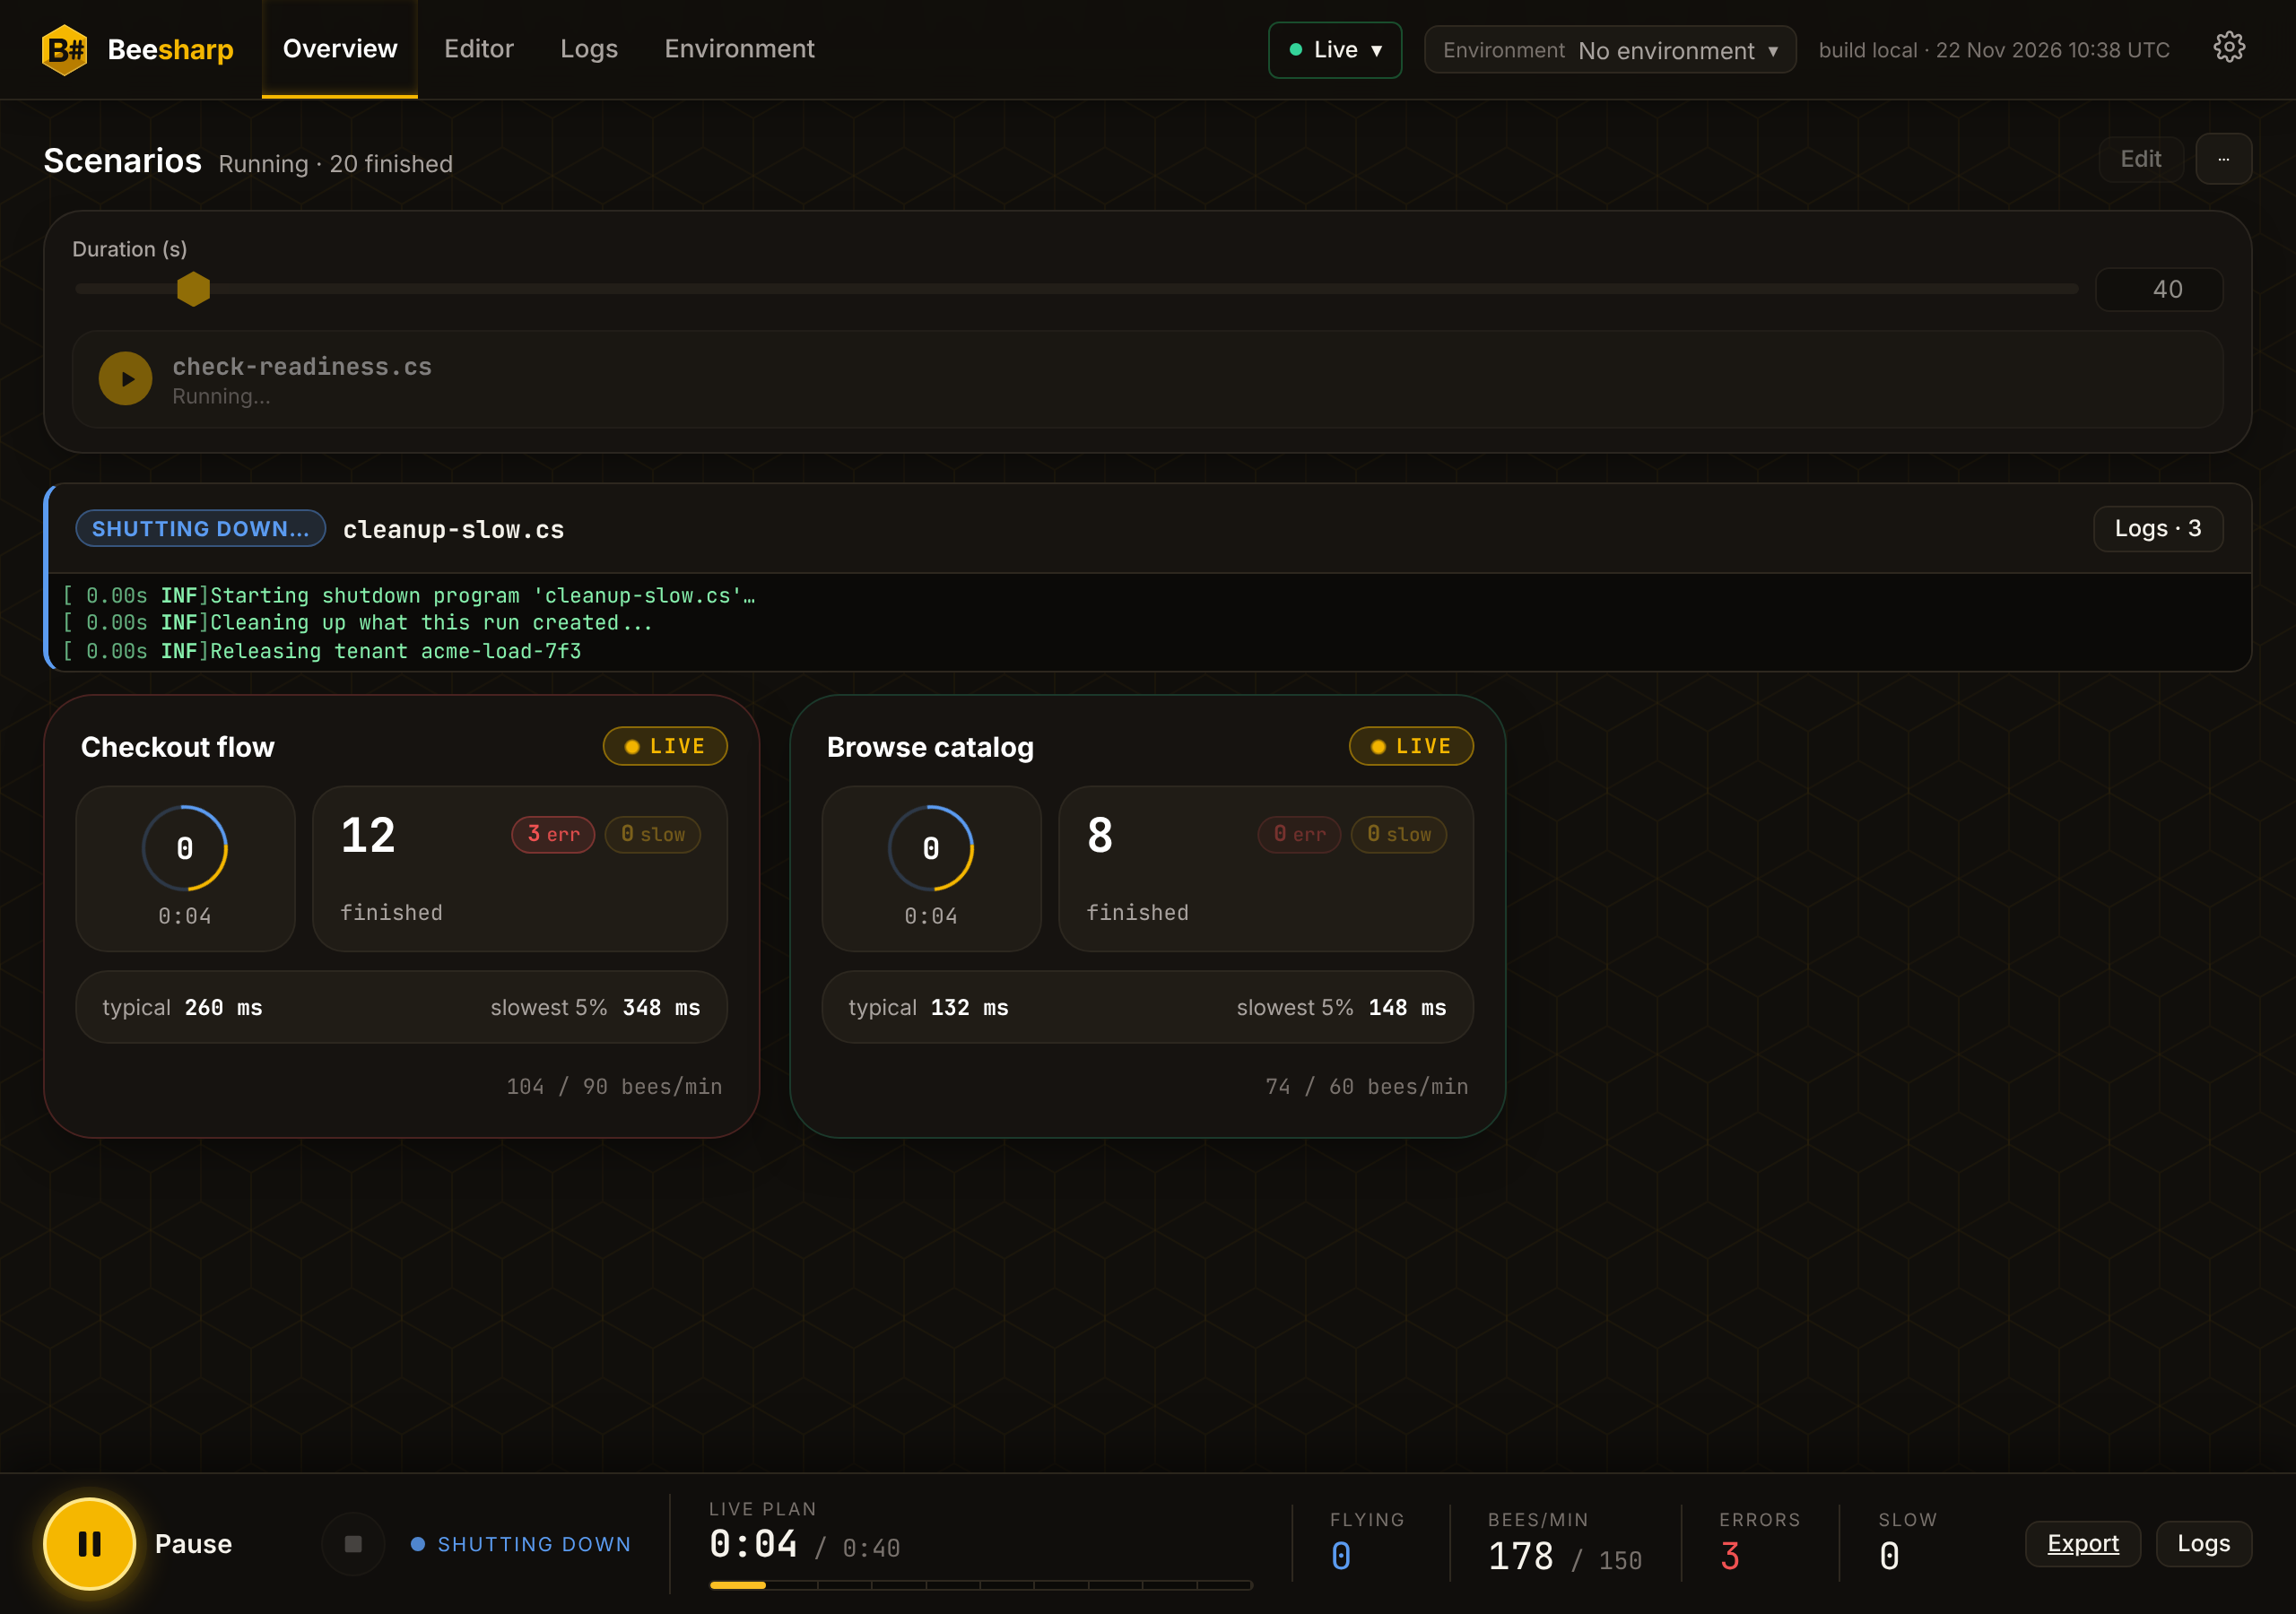 B# Beesharp Overview Editor Logs Environment Live ▾ Environment No environment ▾ build local · 22 Nov 2026 10:38 UTC
Scenarios Running · 20 finished Edit ...
Duration (s)
40
check-readiness.cs
Running...
SHUTTING DOWN... cleanup-slow.cs Logs · 3
[ 0.00s INF]Starting shutdown program 'cleanup-slow.cs'…
[ 0.00s INF]Cleaning up what this run created...
[ 0.00s INF]Releasing tenant acme-load-7f3
Checkout flow LIVE
0
0:04
12 3 err 0 slow
finished
typical 260 ms slowest 5% 348 ms
104 / 90 bees/min
Browse catalog LIVE
0
0:04
8 0 err 0 slow
finished
typical 132 ms slowest 5% 148 ms
74 / 60 bees/min
Pause SHUTTING DOWN
LIVE PLAN
0:04 / 0:40
FLYING
0
BEES/MIN
178 / 150
ERRORS
3
SLOW
0
Export Logs